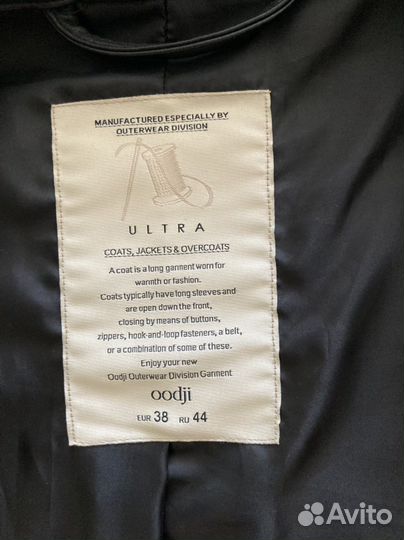 MANUFACTURED ESPECIALLY BY
OUTERWEAR DIVISION
ULTRA
COATS, JACKETS & OVERCOATS
A coat is a long garment worn for
warmth or fashion.
Coats typically have long sleeves and
are open down the front,
closing by means of buttons,
zippers, hook-and-loop fasteners, a belt,
or a combination of some of these.
Enjoy your new
Oodji Outerwear Division Garment
oodji
EUR 38 RU 44
Avito